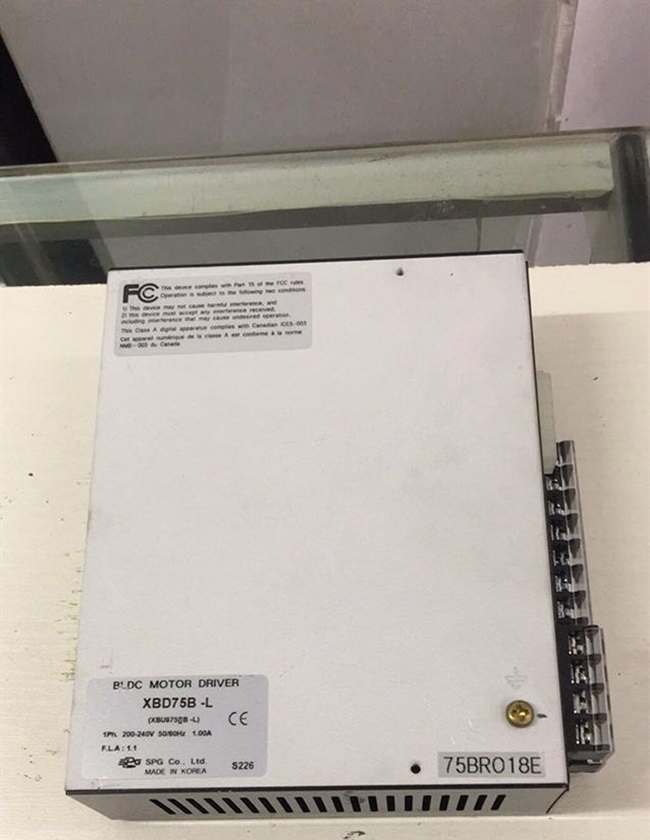 FC This device complies with Part 15 of the FCC rules.
Operation is subject to the following two conditions.
1) This device may not cause harmful interference, and
2) this device must accept any interference received,
including interference that may cause undesired operation.
This Class A digital apparatus complies with Canadian ICES-003
Cet appareil numérique de la classe A est conforme à la norme
NMB-003 du Canada
BLDC MOTOR DRIVER
XBD75B -L
CE
1Ph. 200-240V 50/60Hz 1.00A
F.L.A : 1.1
SPG SPG Co., Ltd.
MADE IN KOREA
S226
75BRO18E